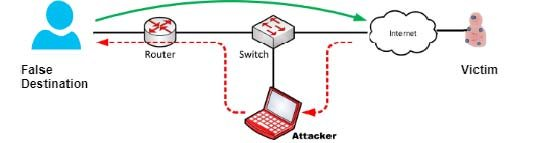 Internet
Router
Switch
False
Destination
Victim
Attacker